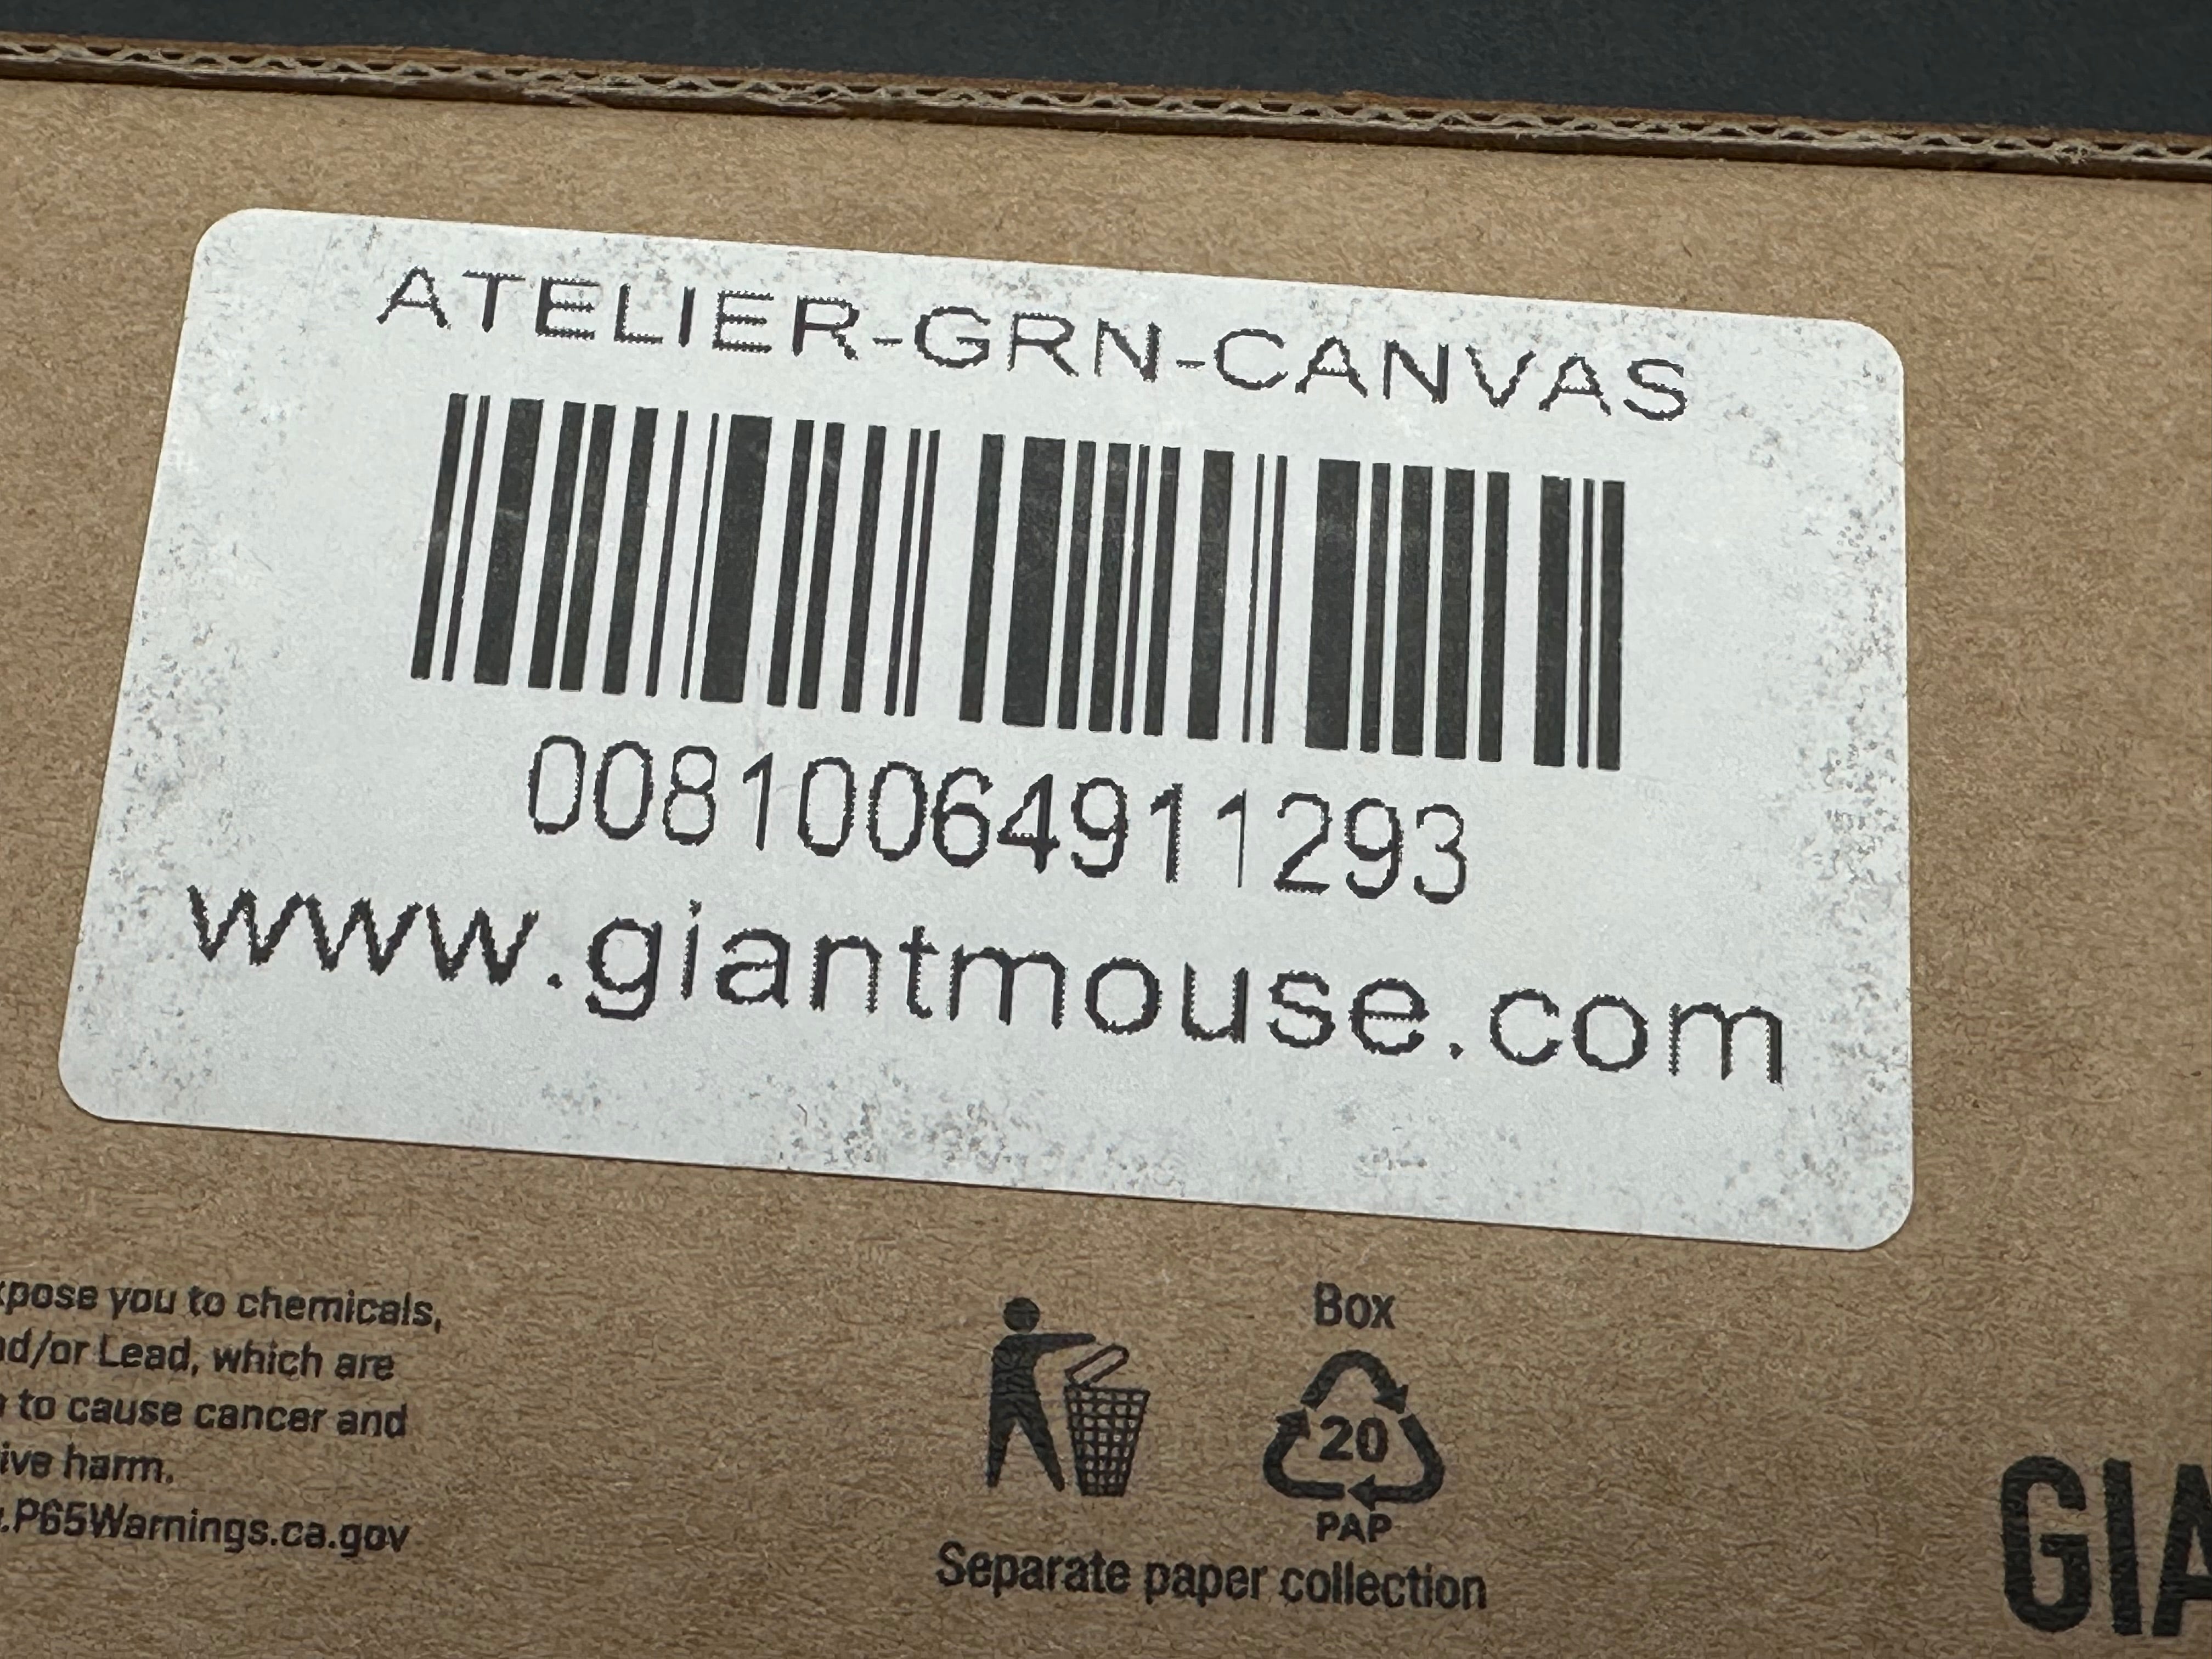 ATELIER-GRN-CANVAS
00810064911293
www.giantmouse.com
xpose you to chemicals,
nd/or Lead, which are
to cause cancer and
ive harm.
.P65Warnings.ca.gov
Box
20
PAP
Separate paper collection
GIA